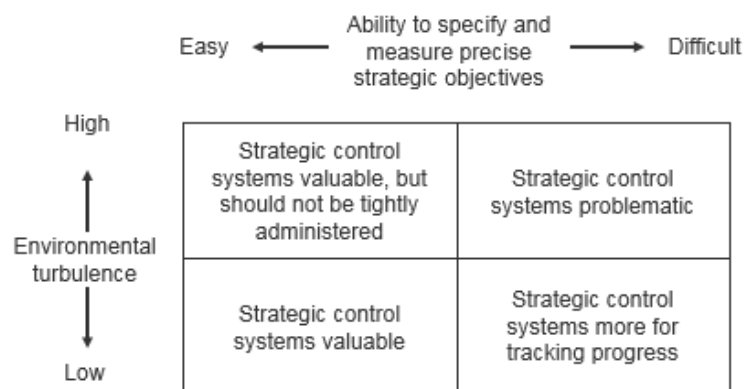 Ability to specify and
Easy
measure precise
Difficult
strategic objectives
High
Strategic control
systems valuable, but
should not be tightly
administered
Strategic control
systems problematic
Environmental
turbulence
Strategic control
systems valuable
Strategic control
systems more for
tracking progress
Low